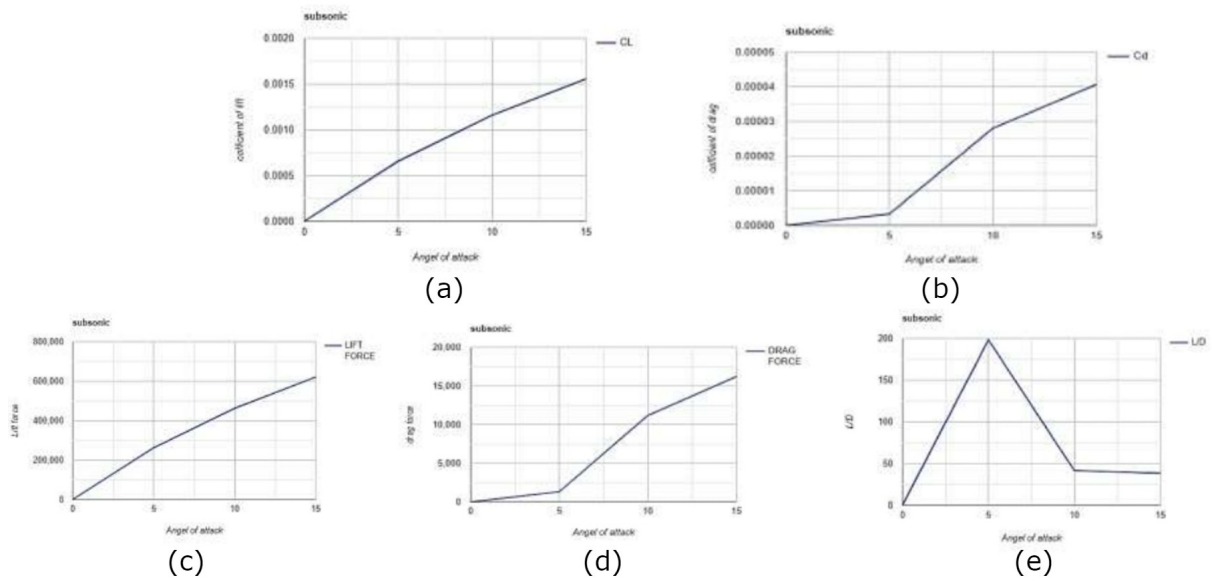 subsonic
0.0020
CL
0.0015
0.0010
0.0005
0.0000
cofficient of lift
0 5 10 15
Angel of attack
(a)
subsonic
0.00005
Cd
0.00004
0.00003
0.00002
0.00001
0.00000
cofficient of drag
0 5 10 15
Angel of attack
(b)
subsonic
800,000
LIFT
FORCE
600,000
400,000
200,000
0
Lift force
0 5 10 15
Angel of attack
(c)
subsonic
20,000
DRAG
FORCE
15,000
10,000
5,000
0
drag force
0 5 10 15
Angel of attack
(d)
subsonic
200
L/D
150
100
50
0
L/D
0 5 10 15
Angel of attack
(e)